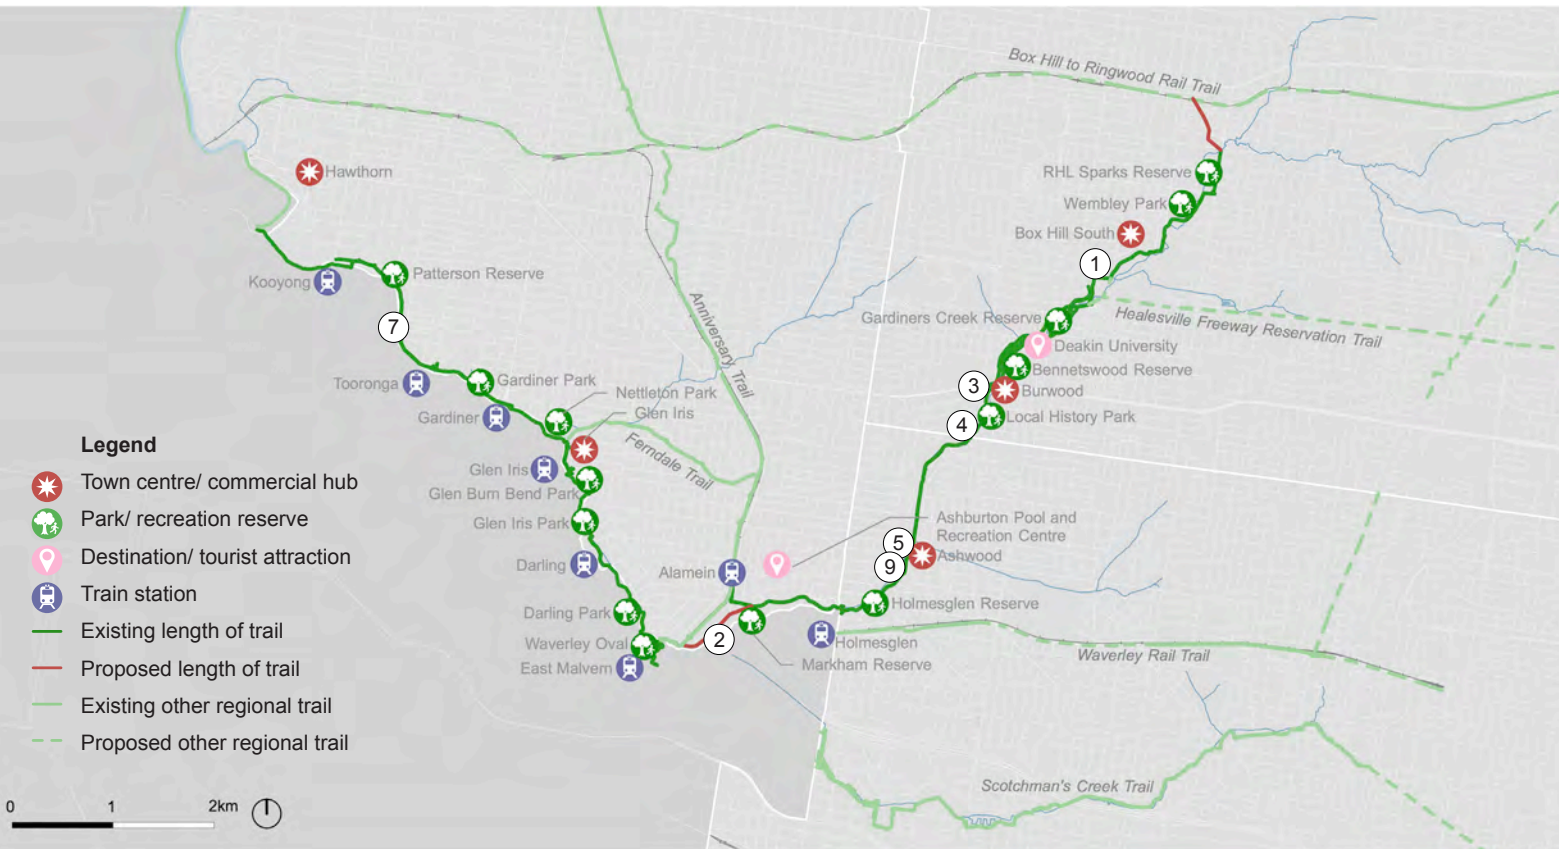 Box Hill to Ringwood Rail Trail
Hawthorn
RHL Sparks Reserve
Wembley Park
Box Hill South
1
Kooyong
Patterson Reserve
7
Anniversary Trail
Gardiners Creek Reserve
Healesville Freeway Reservation Trail
Deakin University
Bennetswood Reserve
3
Burwood
Local History Park
4
Tooronga
Gardiner Park
Nettleton Park
Gardiner
Glen Iris
Ferndale Trail
Glen Iris
Glen Burn Bend Park
Glen Iris Park
Ashburton Pool and
Recreation Centre
5
Ashwood
9
Darling
Alamein
Holmesglen Reserve
Darling Park
Waverley Oval
2
Holmesglen
East Malvern
Markham Reserve
Waverley Rail Trail
Scotchman's Creek Trail
Legend
Town centre/ commercial hub
Park/ recreation reserve
Destination/ tourist attraction
Train station
Existing length of trail
Proposed length of trail
Existing other regional trail
Proposed other regional trail
0 1 2km